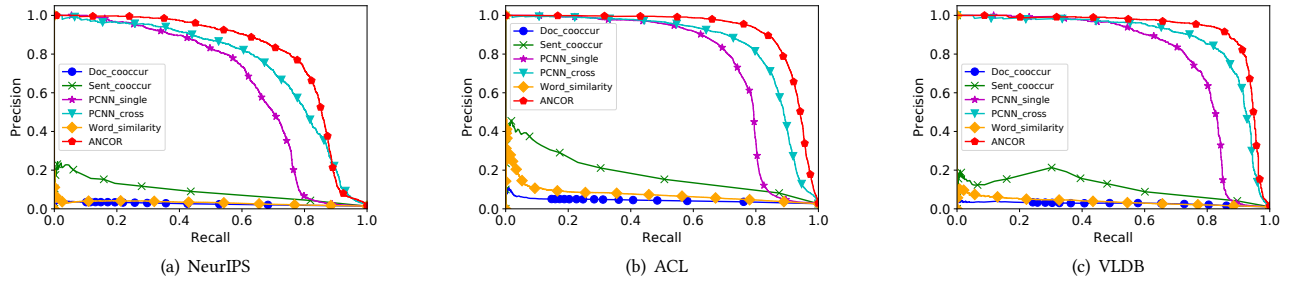 1.0
0.8
0.6
0.4
0.2
0.0
Precision
Doc_cooccur
Sent_cooccur
PCNN_single
PCNN_cross
Word_similarity
ANCOR
0.0 0.2 0.4 0.6 0.8 1.0
Recall
(a) NeurIPS
1.0
0.8
0.6
0.4
0.2
0.0
Precision
Doc_cooccur
Sent_cooccur
PCNN_single
PCNN_cross
Word_similarity
ANCOR
0.0 0.2 0.4 0.6 0.8 1.0
Recall
(b) ACL
1.0
0.8
0.6
0.4
0.2
0.0
Precision
Doc_cooccur
Sent_cooccur
PCNN_single
PCNN_cross
Word_similarity
ANCOR
0.0 0.2 0.4 0.6 0.8 1.0
Recall
(c) VLDB